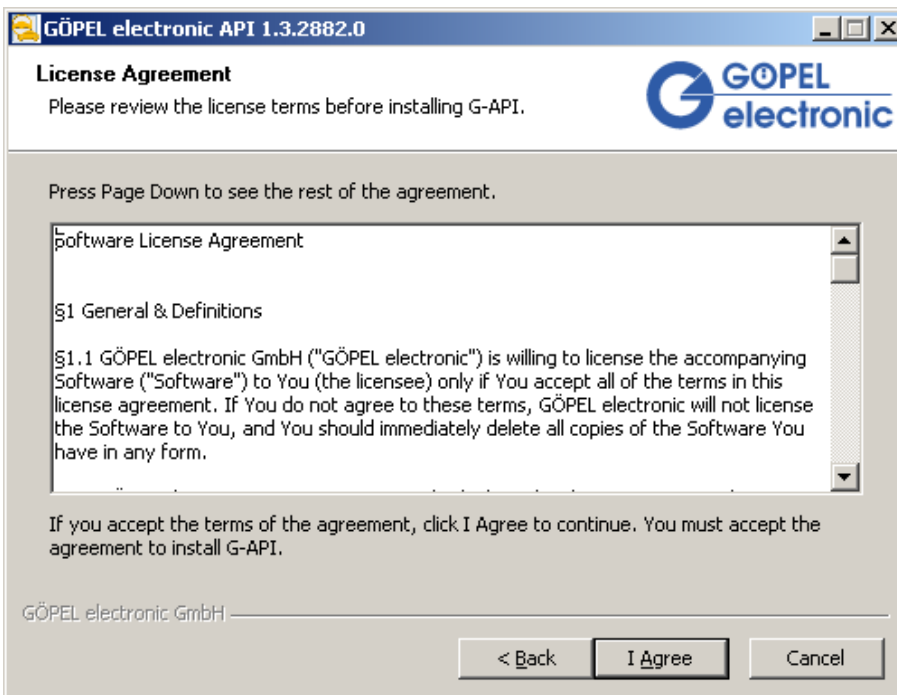 GÖPEL electronic API 1.3.2882.0
License Agreement
Please review the license terms before installing G-API.
GÖPEL
electronic
Press Page Down to see the rest of the agreement.
Software License Agreement
§1 General & Definitions
§1.1 GÖPEL electronic GmbH ("GÖPEL electronic") is willing to license the accompanying
Software ("Software") to You (the licensee) only if You accept all of the terms in this
license agreement. If You do not agree to these terms, GÖPEL electronic will not license
the Software to You, and You should immediately delete all copies of the Software You
have in any form.
If you accept the terms of the agreement, click I Agree to continue. You must accept the
agreement to install G-API.
GÖPEL electronic GmbH
< Back
I Agree
Cancel